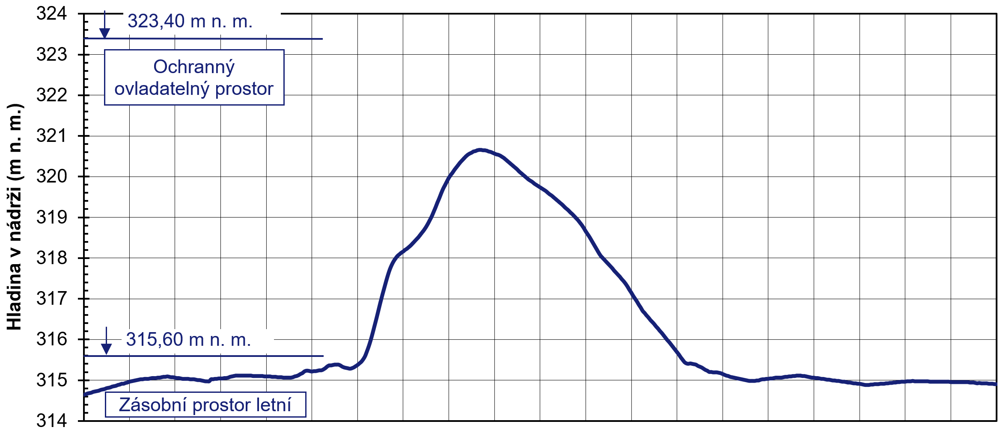 Hladina v nádrži (m n. m.)
324
323
322
321
320
319
318
317
316
315
314
323,40 m n. m.
Ochranný
ovladatelný prostor
315,60 m n. m.
Zásobní prostor letní